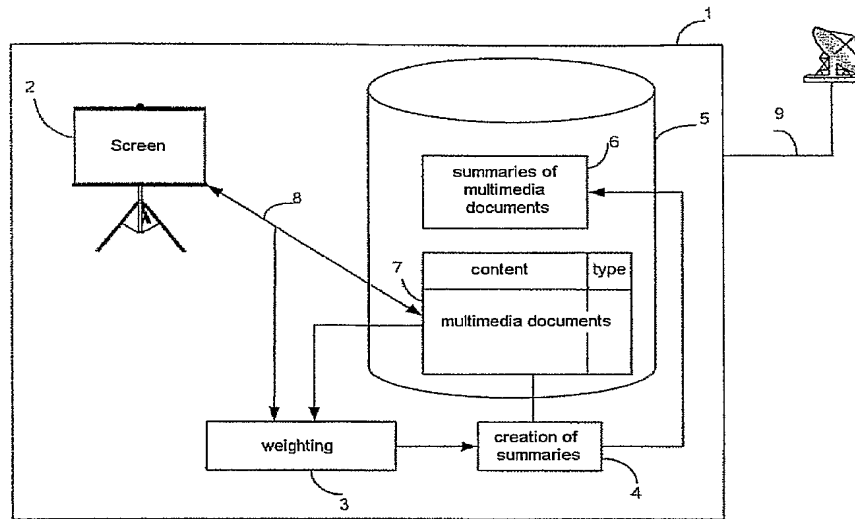 1
2
Screen
5
9
6
summaries of
multimedia
documents
8
7
content type
multimedia documents
weighting
creation of
summaries
3
4